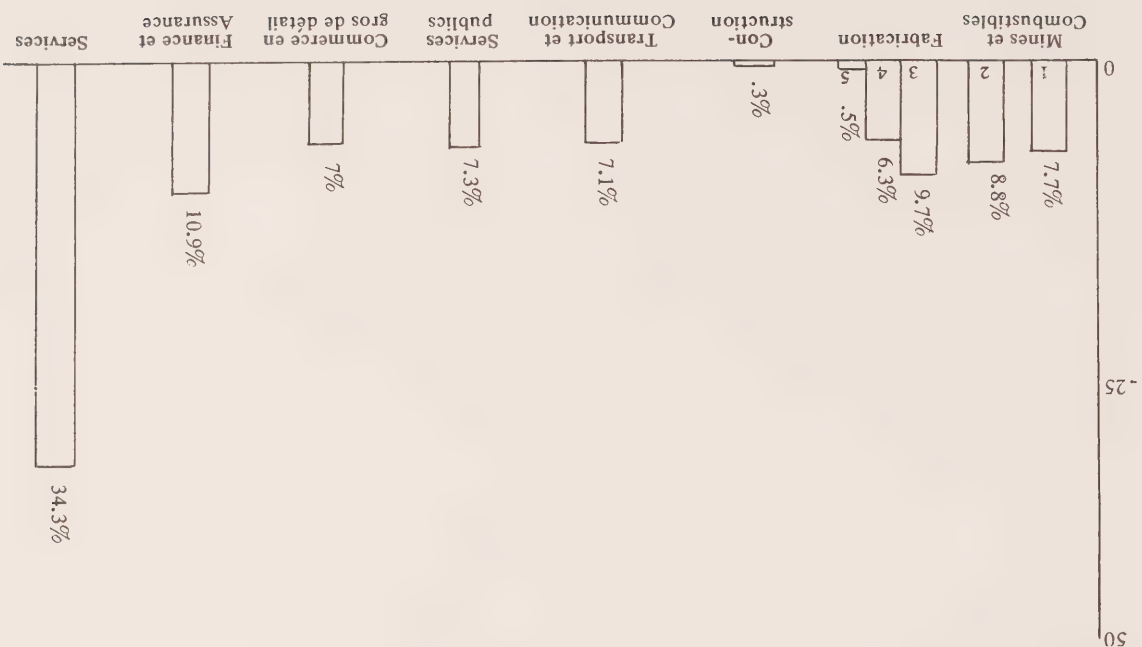 50
- 25
0
7.7%
8.8%
9.7%
6.3%
.5%
.3%
7.1%
7.3%
7%
10.9%
34.3%
1
2
3
4
5
Mines et
Combustibles
Fabrication
Con-
struction
Transport et
Communication
Services
publics
Commerce en
gros de détail
Finance et
Assurance
Services